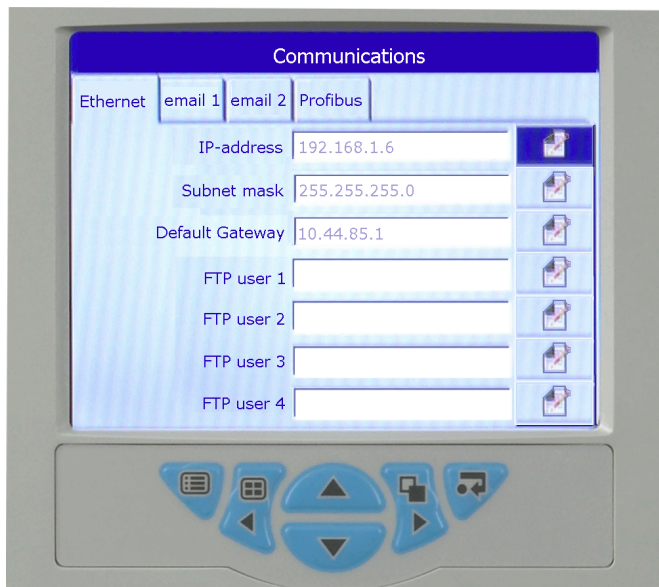 Communications
Ethernet email 1 email 2 Profibus
IP-address 192.168.1.6
Subnet mask 255.255.255.0
Default Gateway 10.44.85.1
FTP user 1
FTP user 2
FTP user 3
FTP user 4